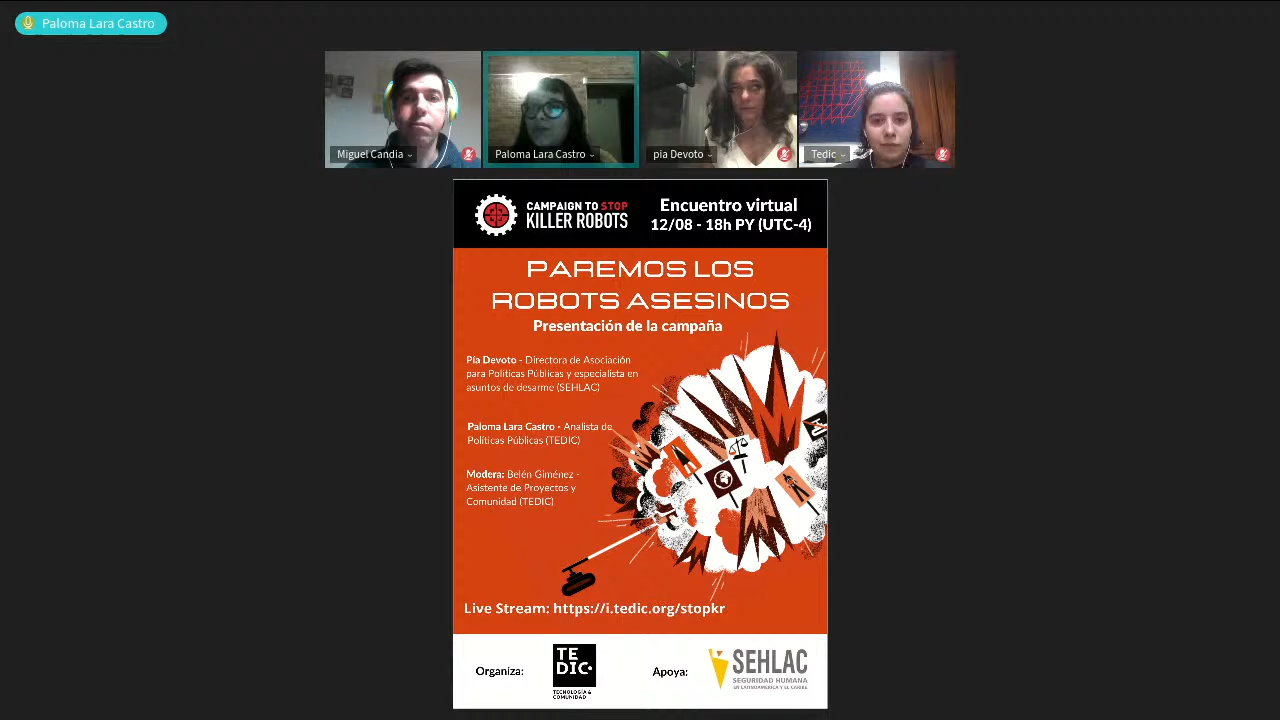 Paloma Lara Castro
Miguel Candia
Paloma Lara Castro
pia Devoto
Tedic
CAMPAIGN TO STOP
KILLER ROBOTS
Encuentro virtual
12/08 - 18h PY (UTC-4)
PAREMOS LOS
ROBOTS ASESINOS
Presentación de la campaña
Pía Devoto - Directora de Asociación
para Políticas Públicas y especialista en
asuntos de desarme (SEHLAC)
Paloma Lara Castro - Analista de
Políticas Públicas (TEDIC)
Modera: Belén Giménez -
Asistente de Proyectos y
Comunidad (TEDIC)
Live Stream: https://i.tedic.org/stopkr
Organiza:
TE
DIC
TECNOLOGÍA &
COMUNIDAD
Apoya:
SEHLAC
SEGURIDAD HUMANA
EN LATINOAMÉRICA Y EL CARIBE